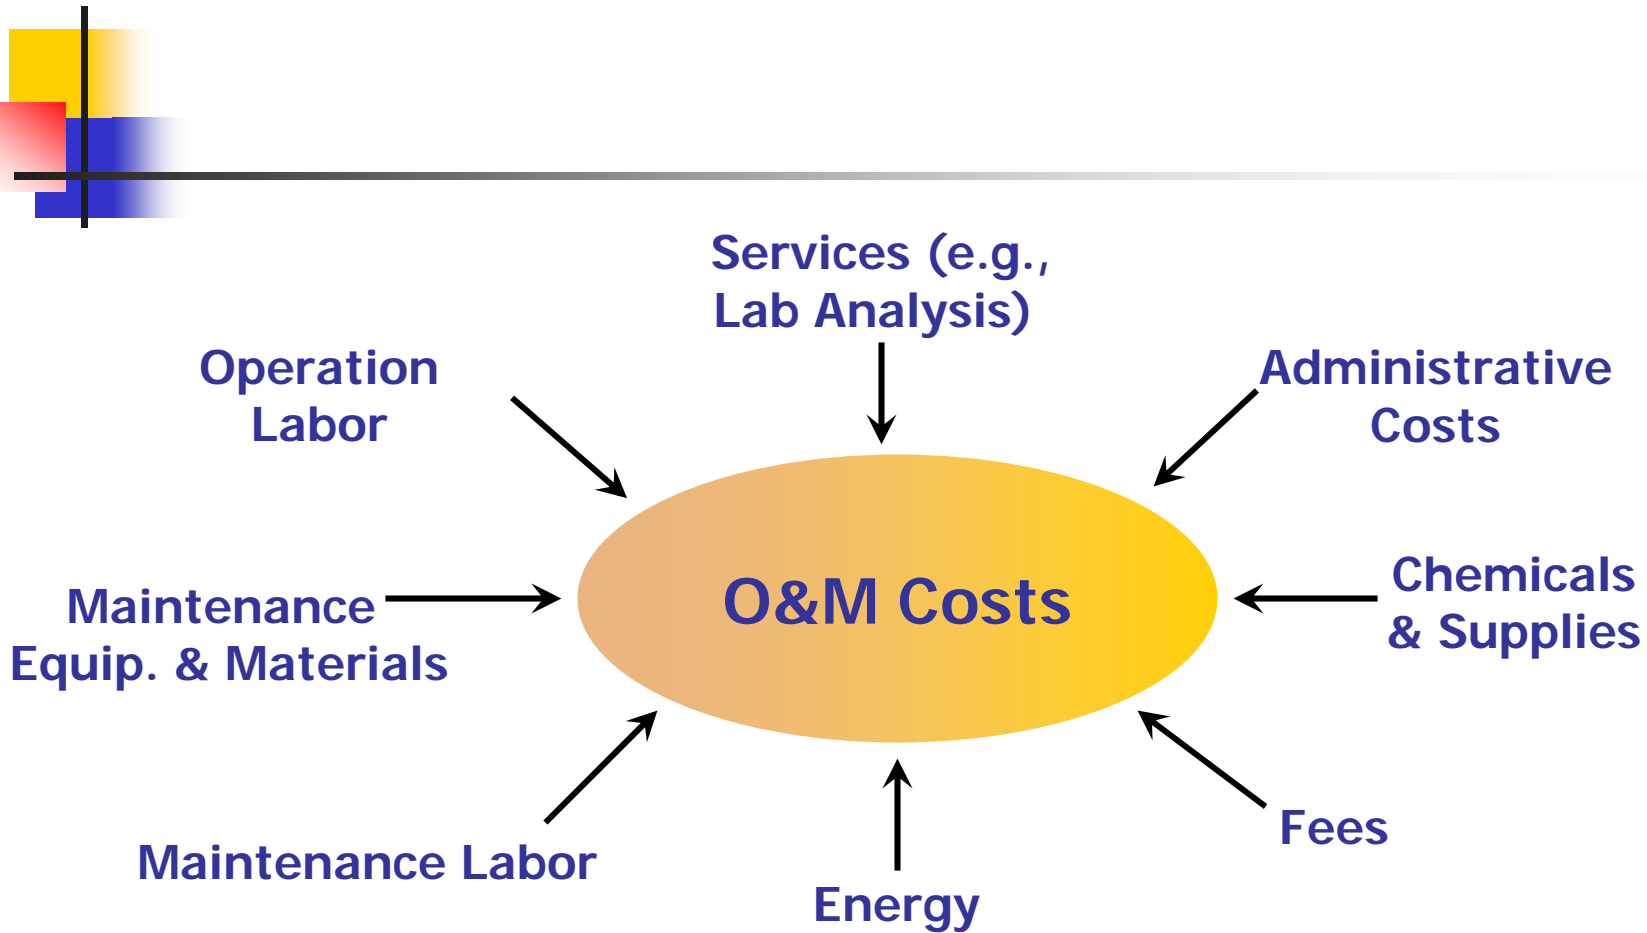 Services (e.g.,
Lab Analysis)
Operation
Labor
Administrative
Costs
Maintenance
Equip. & Materials
O&M Costs
Chemicals
& Supplies
Maintenance Labor
Energy
Fees